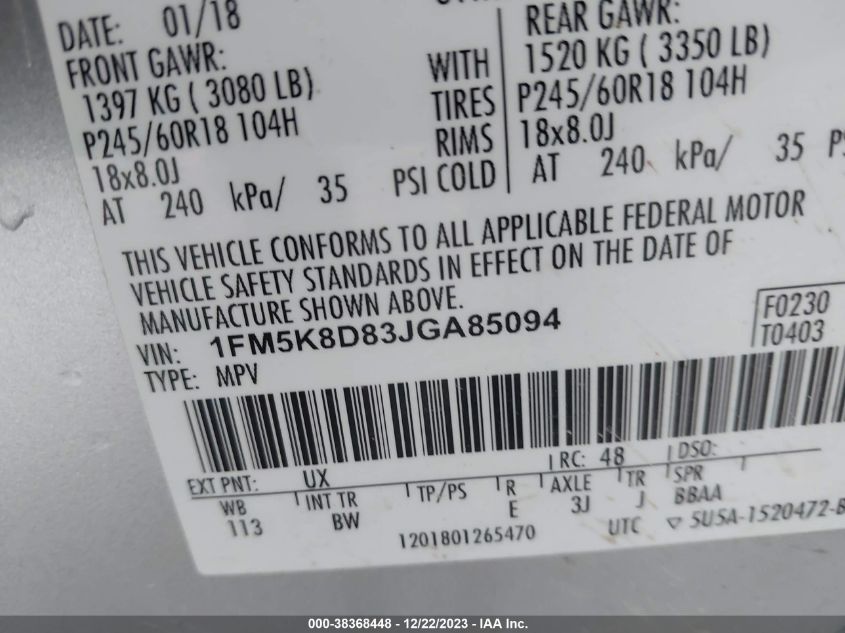 DATE: 01/18
FRONT GAWR:
1397 KG ( 3080 LB)
P245/60R18 104H
18x8.0J
AT 240 kPa/ 35 PSI COLD
WITH
TIRES
RIMS
REAR GAWR:
1520 KG ( 3350 LB)
P245/60R18 104H
18x8.0J
AT 240 kPa/ 35
THIS VEHICLE CONFORMS TO ALL APPLICABLE FEDERAL MOTOR
VEHICLE SAFETY STANDARDS IN EFFECT ON THE DATE OF
MANUFACTURE SHOWN ABOVE.
VIN: 1FM5K8D83JGA85094
TYPE: MPV
F0230
T0403
EXT PNT: UX RC: 48 DSO:
WB INT TR TP/PS R AXLE TR SPR
113 BW E 3J J BBAA
1201801265470 UTC ▽ 5U5A-1520472-B
000-38368448 - 12/22/2023 - IAA Inc.